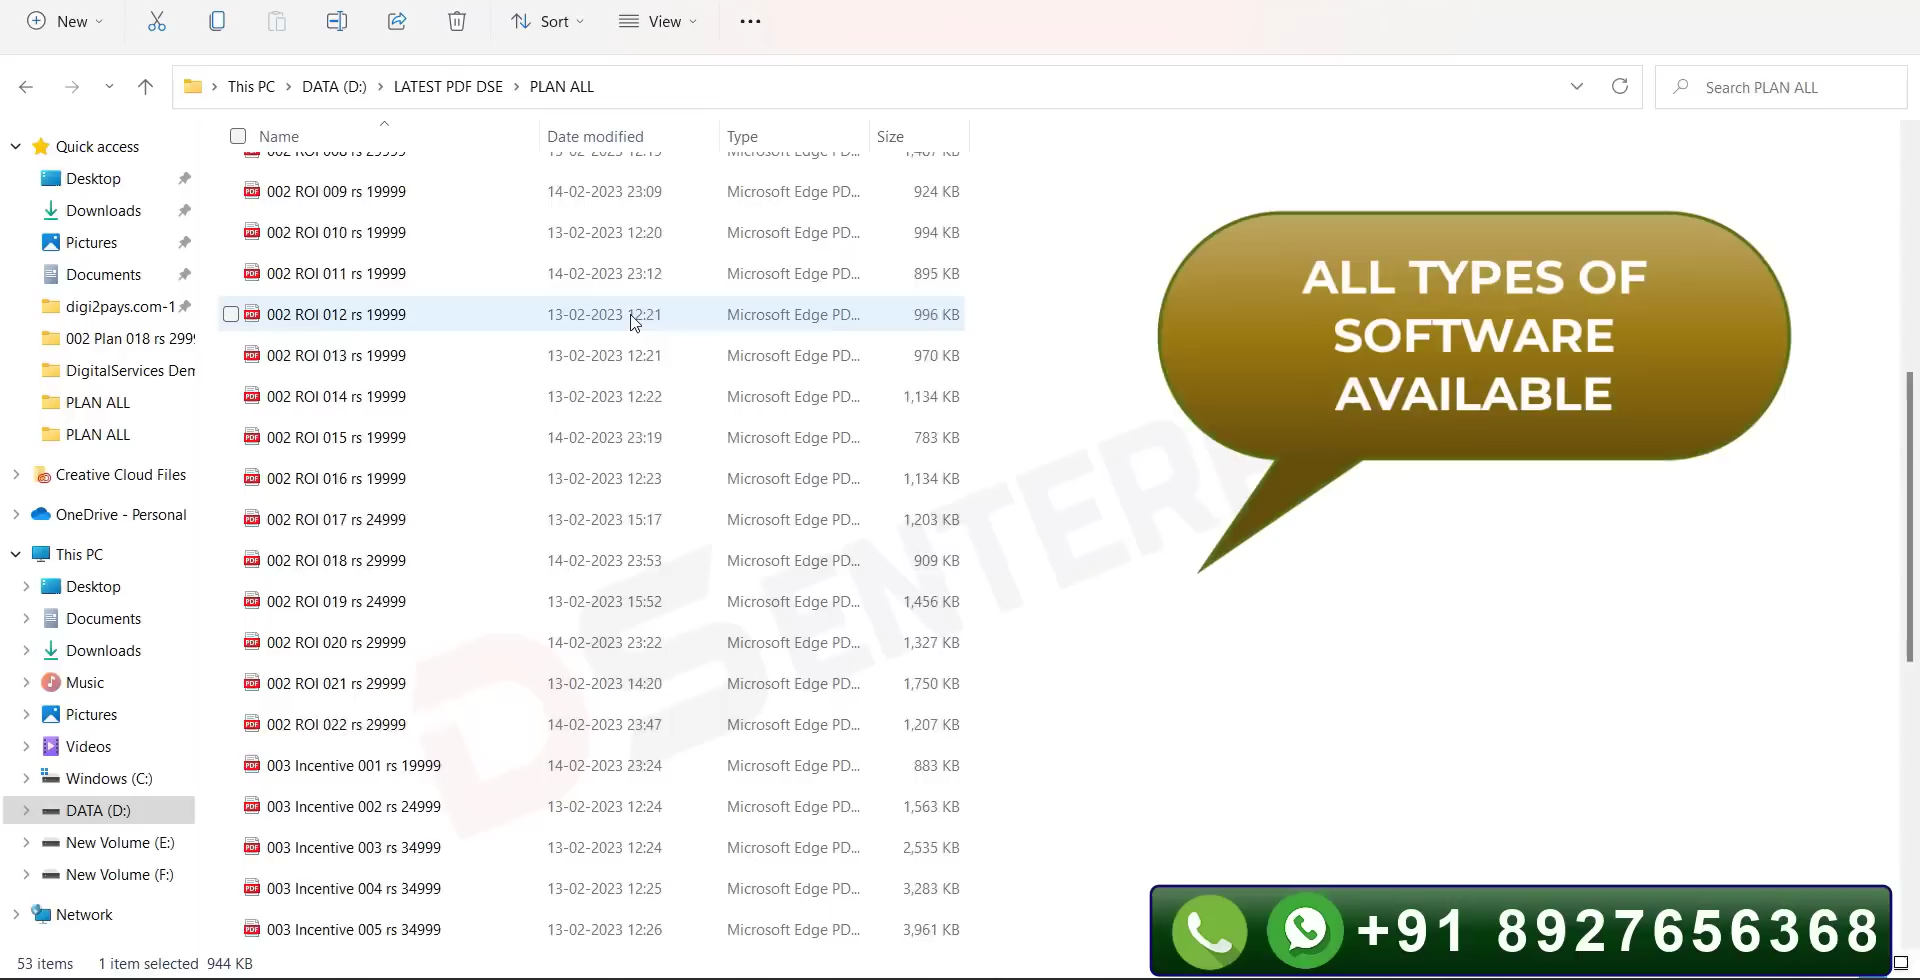 New
Sort
View
This PC
DATA (D:)
LATEST PDF DSE
PLAN ALL
Search PLAN ALL
Name
Date modified
Type
Size
Quick access
Desktop
Downloads
Pictures
Documents
digi2pays.com-1
002 Plan 018 rs 299
DigitalServices Dem
PLAN ALL
PLAN ALL
Creative Cloud Files
OneDrive - Personal
This PC
Desktop
Documents
Downloads
Music
Pictures
Videos
Windows (C:)
DATA (D:)
New Volume (E:)
New Volume (F:)
Network
002 ROI 009 rs 19999 14-02-2023 23:09 Microsoft Edge PD... 924 KB
002 ROI 010 rs 19999 13-02-2023 12:20 Microsoft Edge PD... 994 KB
002 ROI 011 rs 19999 14-02-2023 23:12 Microsoft Edge PD... 895 KB
002 ROI 012 rs 19999 13-02-2023 12:21 Microsoft Edge PD... 996 KB
002 ROI 013 rs 19999 13-02-2023 12:21 Microsoft Edge PD... 970 KB
002 ROI 014 rs 19999 13-02-2023 12:22 Microsoft Edge PD... 1,134 KB
002 ROI 015 rs 19999 14-02-2023 23:19 Microsoft Edge PD... 783 KB
002 ROI 016 rs 19999 13-02-2023 12:23 Microsoft Edge PD... 1,134 KB
002 ROI 017 rs 24999 13-02-2023 15:17 Microsoft Edge PD... 1,203 KB
002 ROI 018 rs 29999 14-02-2023 23:53 Microsoft Edge PD... 909 KB
002 ROI 019 rs 24999 13-02-2023 15:52 Microsoft Edge PD... 1,456 KB
002 ROI 020 rs 29999 14-02-2023 23:22 Microsoft Edge PD... 1,327 KB
002 ROI 021 rs 29999 13-02-2023 14:20 Microsoft Edge PD... 1,750 KB
002 ROI 022 rs 29999 14-02-2023 23:47 Microsoft Edge PD... 1,207 KB
003 Incentive 001 rs 19999 14-02-2023 23:24 Microsoft Edge PD... 883 KB
003 Incentive 002 rs 24999 13-02-2023 12:24 Microsoft Edge PD... 1,563 KB
003 Incentive 003 rs 34999 13-02-2023 12:24 Microsoft Edge PD... 2,535 KB
003 Incentive 004 rs 34999 13-02-2023 12:25 Microsoft Edge PD... 3,283 KB
003 Incentive 005 rs 34999 13-02-2023 12:26 Microsoft Edge PD... 3,961 KB
ALL TYPES OF
SOFTWARE
AVAILABLE
DS ENTER
+91 8927656368
53 items 1 item selected 944 KB